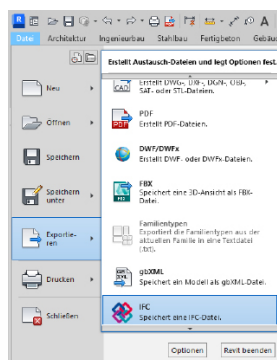 Datei Architektur Ingenieurbau Stahlbau Fertigbeton Gebäu
Erstellt Austausch-Dateien und legt Optionen fest.
Neu
Öffnen
Speichern
Speichern
unter
Exportie-
ren
Drucken
Schließen
CAD
Erstellt DWG-, DXF-, DGN-, OBJ-,
SAT- oder STL-Dateien.
PDF
PDF
Erstellt PDF-Dateien.
DWF/DWFx
Erstellt DWF- oder DWFx-Dateien.
FBX
Speichert eine 3D-Ansicht als FBX-
Datei.
Familientypen
Exportiert die Familientypen aus der
aktuellen Familie in eine Textdatei
(.txt).
gbXML
Speichert ein Modell als gbXML-Datei.
IFC
Speichert eine IFC-Datei.
Optionen
Revit beenden